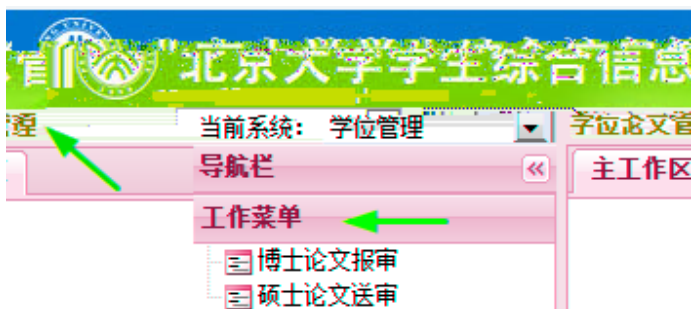 北京大学学生综合信息
当前系统： 学位管理
学位论文管
导航栏
主工作区
工作菜单
博士论文报审
硕士论文送审